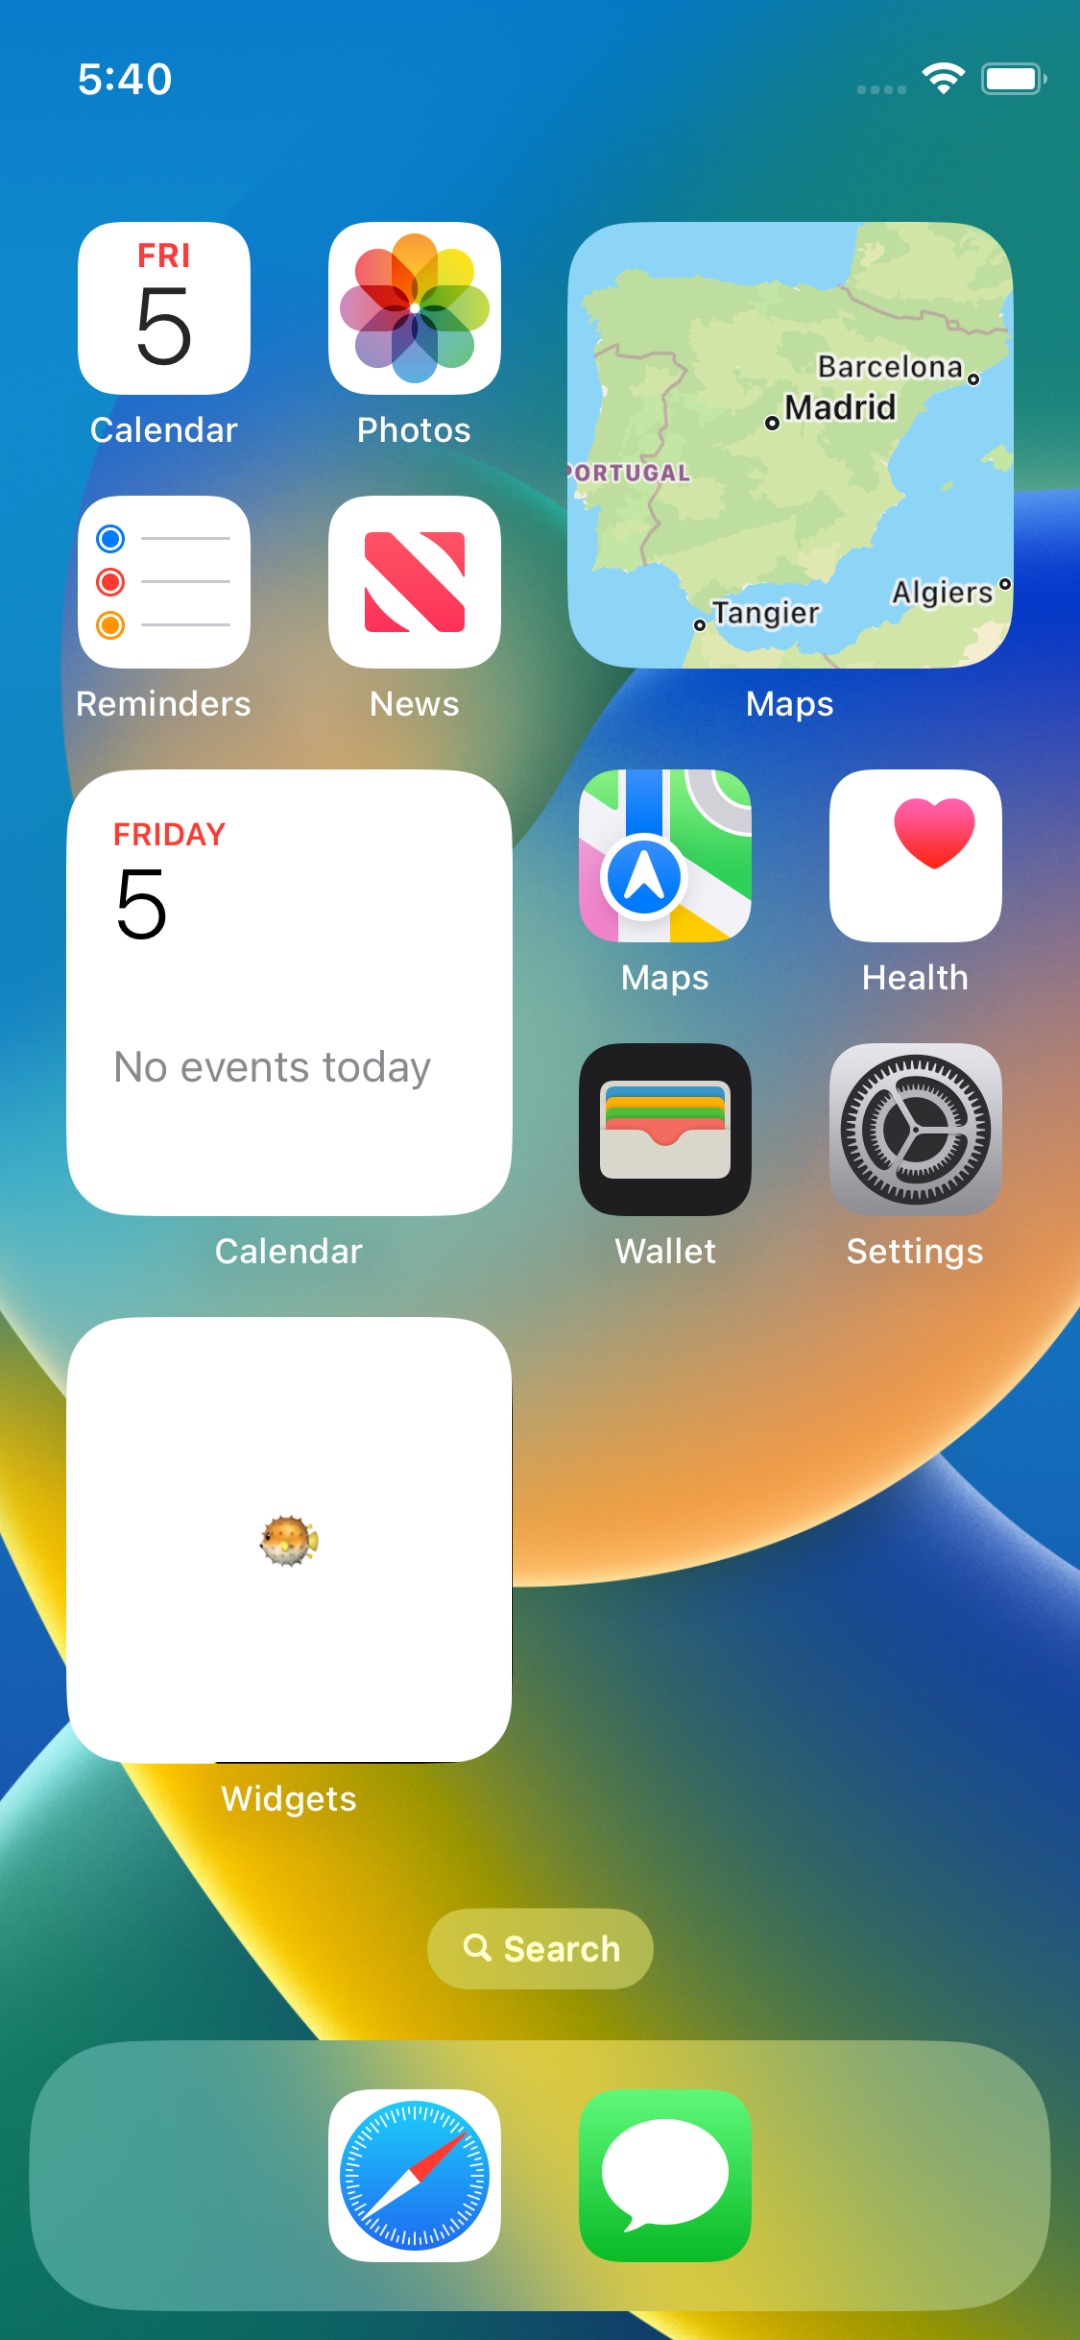 5:40
FRI
5
Calendar
Photos
Barcelona
Madrid
PORTUGAL
Algiers
Tangier
Reminders
News
Maps
FRIDAY
5
No events today
Calendar
Maps
Health
Wallet
Settings
Widgets
Search